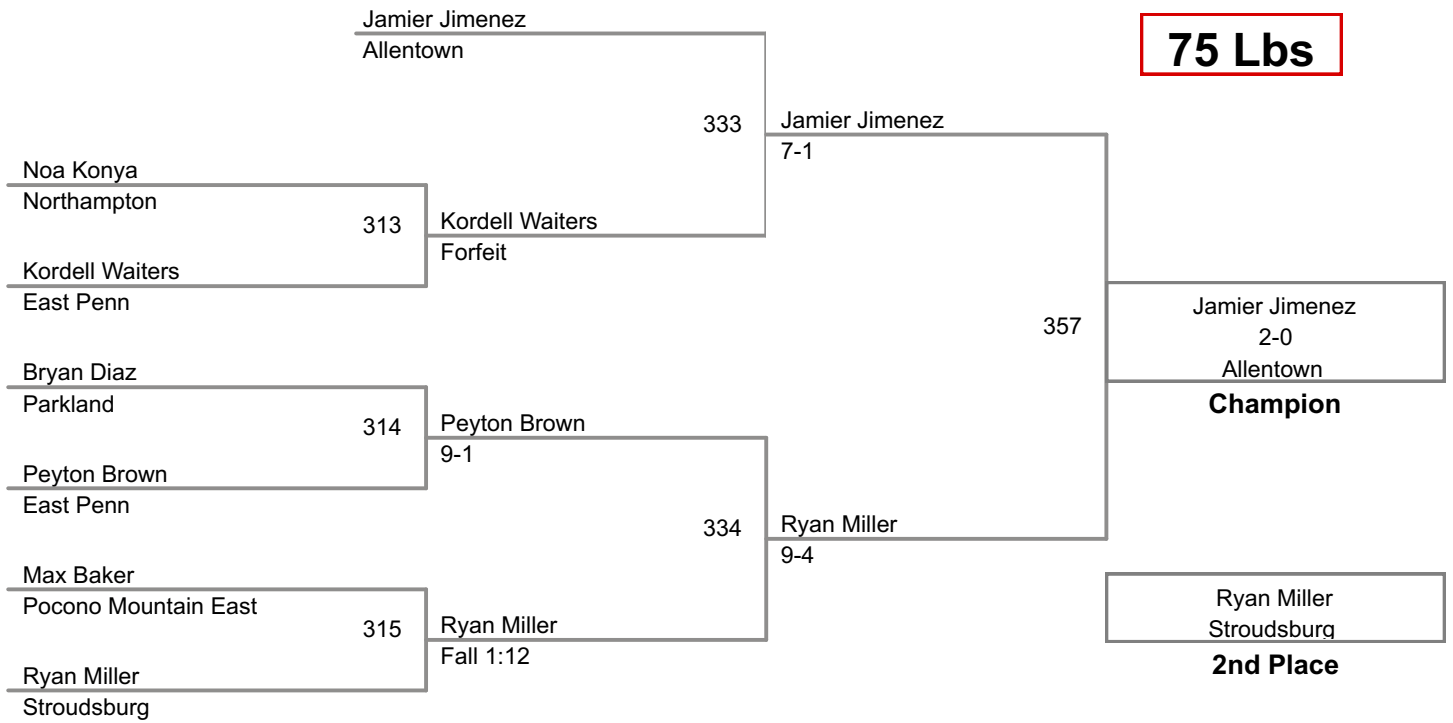 Jamier Jimenez
Allentown
75 Lbs
333
Jamier Jimenez
7-1
Noa Konya
Northampton
313
Kordell Waiters
Forfeit
Kordell Waiters
East Penn
357
Jamier Jimenez
2-0
Allentown
Champion
Bryan Diaz
Parkland
314
Peyton Brown
9-1
Peyton Brown
East Penn
334
Ryan Miller
9-4
Max Baker
Pocono Mountain East
315
Ryan Miller
Fall 1:12
Ryan Miller
Stroudsburg
Ryan Miller
Stroudsburg
2nd Place